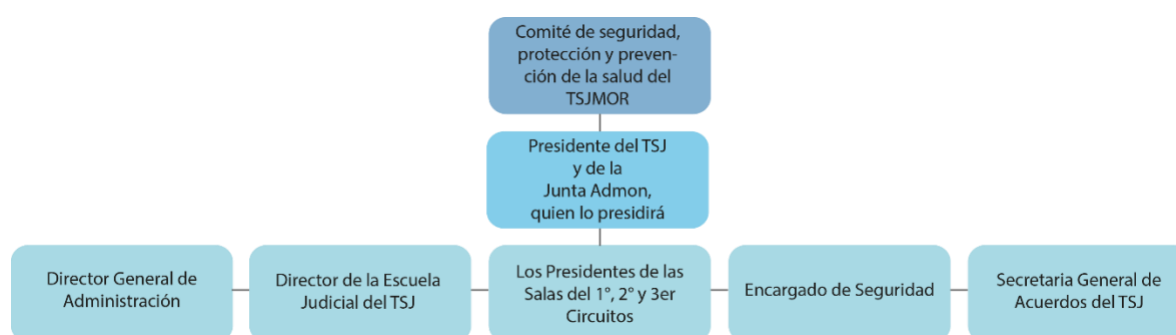 Comité de seguridad,
protección y preven-
ción de la salud del
TSJMOR
Presidente del TSJ
y de la
Junta Admon,
quien lo presidirá
Director General de
Administración
Director de la Escuela
Judicial del TSJ
Los Presidentes de las
Salas del 1°, 2° y 3er
Circuitos
Encargado de Seguridad
Secretaria General de
Acuerdos del TSJ